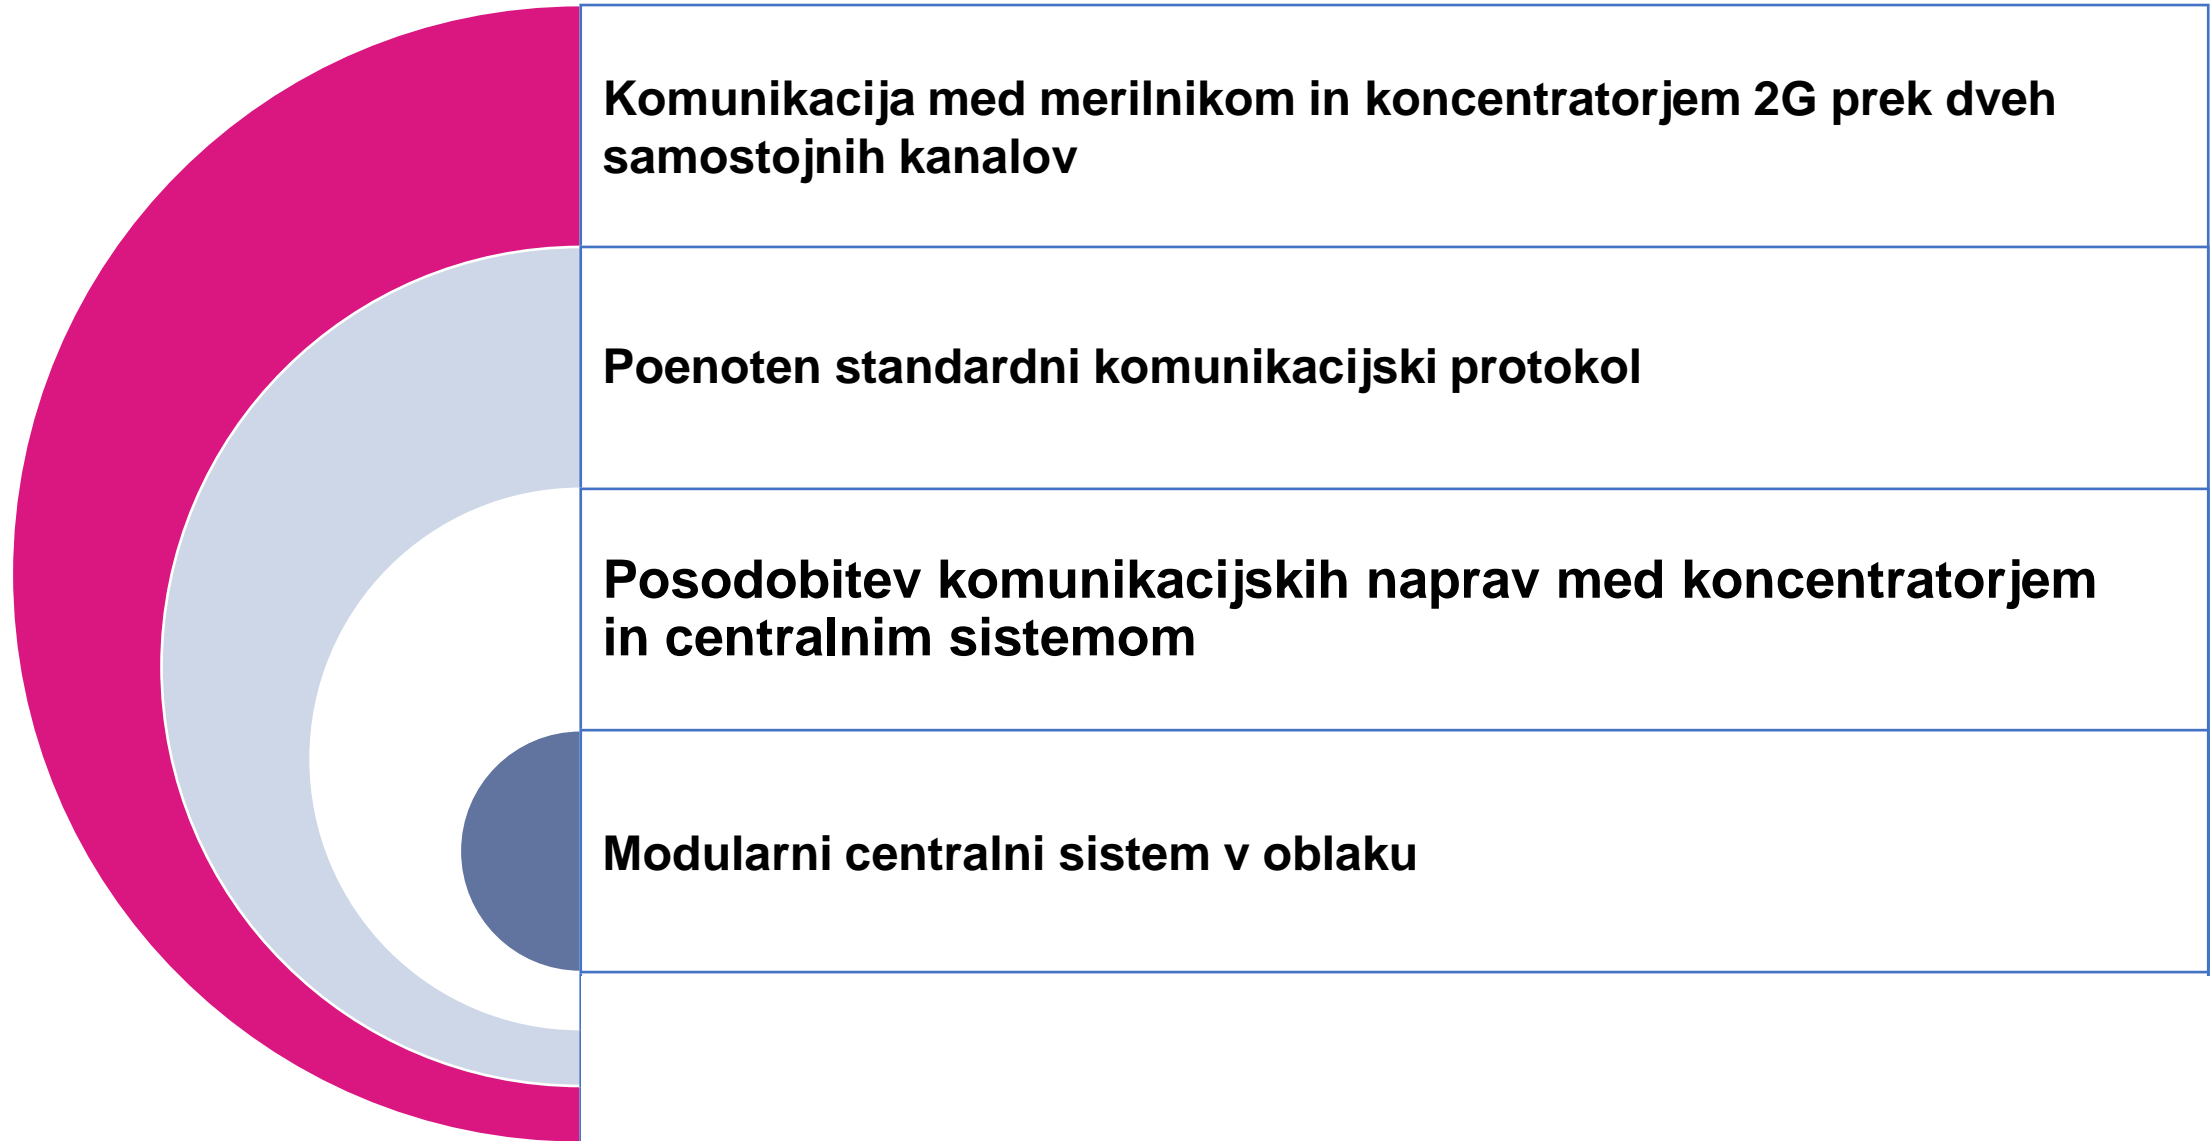 Komunikacija med merilnikom in koncentratorjem 2G prek dveh
samostojnih kanalov
Poenoten standardni komunikacijski protokol
Posodobitev komunikacijskih naprav med koncentratorjem
in centralnim sistemom
Modularni centralni sistem v oblaku